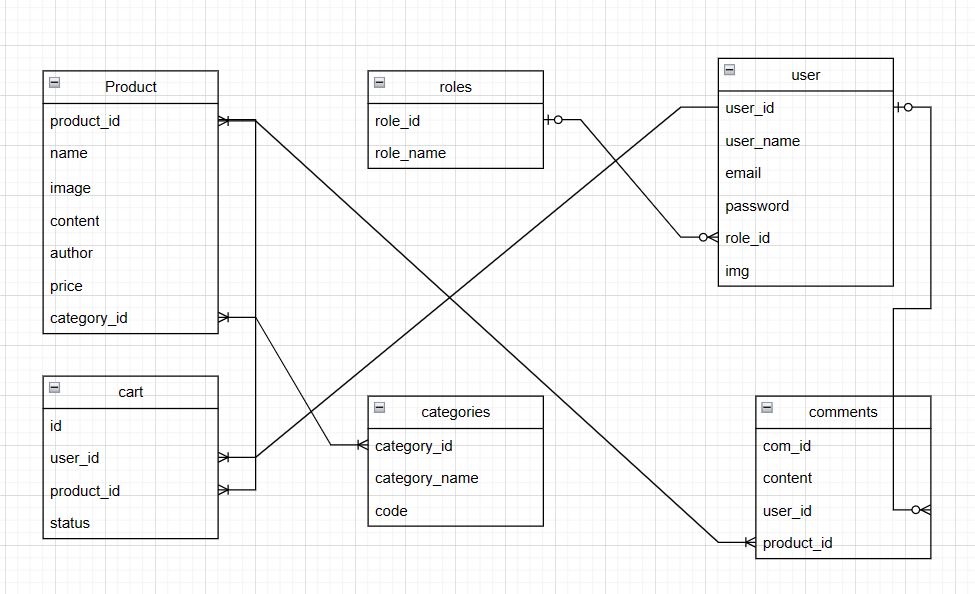 Product
product_id
name
image
content
author
price
category_id
roles
role_id
role_name
user
user_id
user_name
email
password
role_id
img
cart
id
user_id
product_id
status
categories
category_id
category_name
code
comments
com_id
content
user_id
product_id